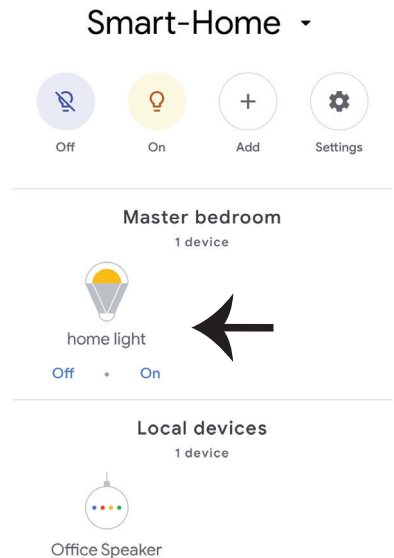 Smart-Home
Off On Add Settings
Master bedroom
1 device
home light
Off • On
Local devices
1 device
Office Speaker